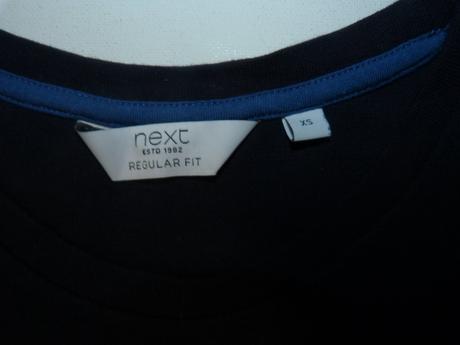 next
ESTD 1982
REGULAR FIT
XS